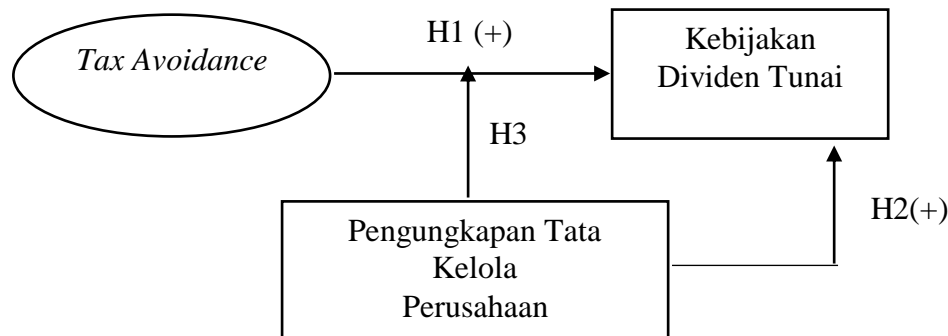 Tax Avoidance
H1 (+)
Kebijakan
Dividen Tunai
H3
H2(+)
Pengungkapan Tata
Kelola
Perusahaan